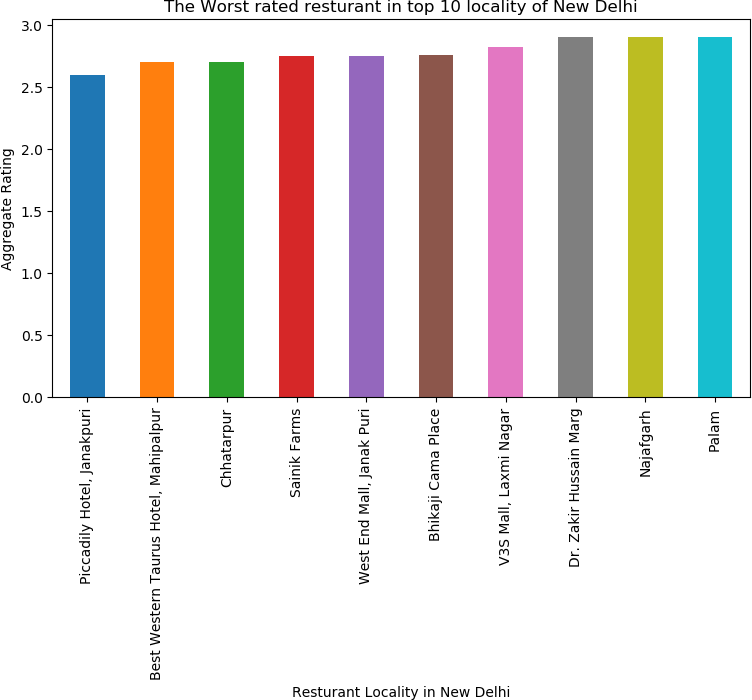 The Worst rated resturant in top 10 locality of New Delhi
Aggregate Rating
3.0
2.5
2.0
1.5
1.0
0.5
0.0
Piccadily Hotel, Janakpuri
Best Western Taurus Hotel, Mahipalpur
Chhatarpur
Sainik Farms
West End Mall, Janak Puri
Bhikaji Cama Place
V3S Mall, Laxmi Nagar
Dr. Zakir Hussain Marg
Najafgarh
Palam
Resturant Locality in New Delhi